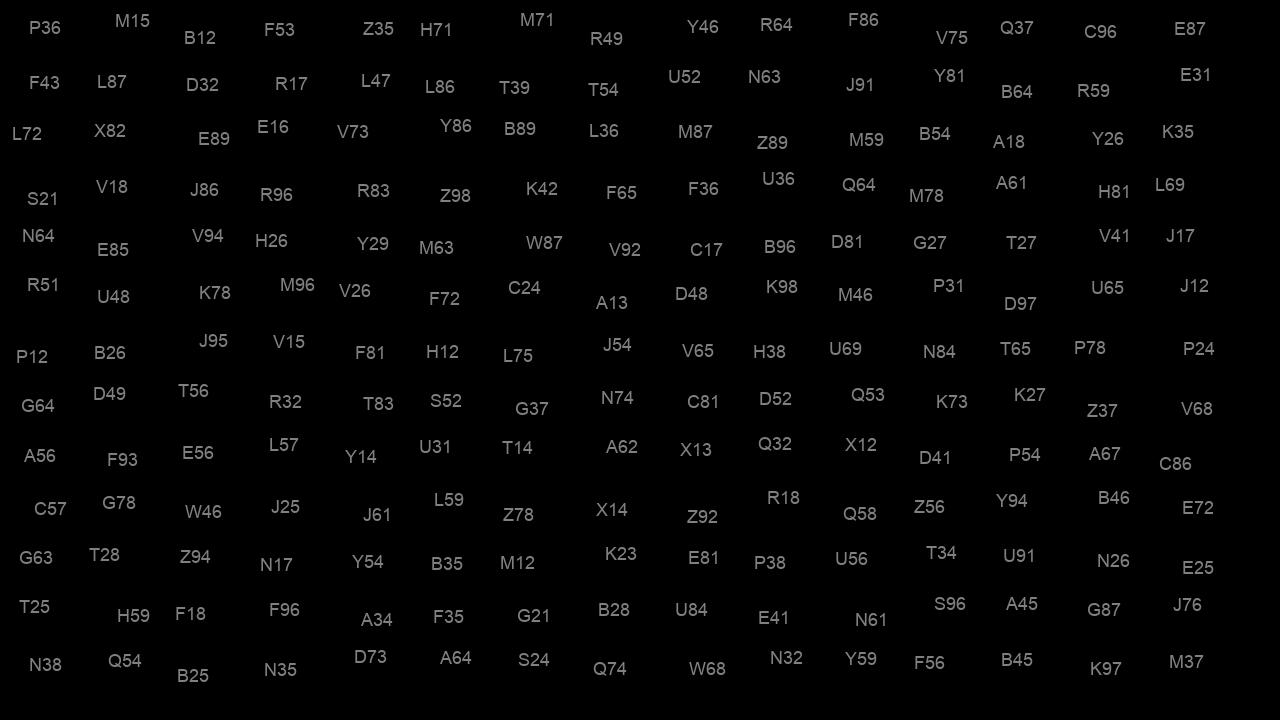 P36 M15 B12 F53 Z35 H71 M71 R49 Y46 R64 F86 V75 Q37 C96 E87
F43 L87 D32 R17 L47 L86 T39 T54 U52 N63 J91 Y81 B64 R59 E31
L72 X82 E89 E16 V73 Y86 B89 L36 M87 Z89 M59 B54 A18 Y26 K35
S21 V18 J86 R96 R83 Z98 K42 F65 F36 U36 Q64 M78 A61 H81 L69
N64 E85 V94 H26 Y29 M63 W87 V92 C17 B96 D81 G27 T27 V41 J17
R51 U48 K78 M96 V26 F72 C24 A13 D48 K98 M46 P31 D97 U65 J12
P12 B26 J95 V15 F81 H12 L75 J54 V65 H38 U69 N84 T65 P78 P24
G64 D49 T56 R32 T83 S52 G37 N74 C81 D52 Q53 K73 K27 Z37 V68
A56 F93 E56 L57 Y14 U31 T14 A62 X13 Q32 X12 D41 P54 A67 C86
C57 G78 W46 J25 J61 L59 Z78 X14 Z92 R18 Q58 Z56 Y94 B46 E72
G63 T28 Z94 N17 Y54 B35 M12 K23 E81 P38 U56 T34 U91 N26 E25
T25 H59 F18 F96 A34 F35 G21 B28 U84 E41 N61 S96 A45 G87 J76
N38 Q54 B25 N35 D73 A64 S24 Q74 W68 N32 Y59 F56 B45 K97 M37